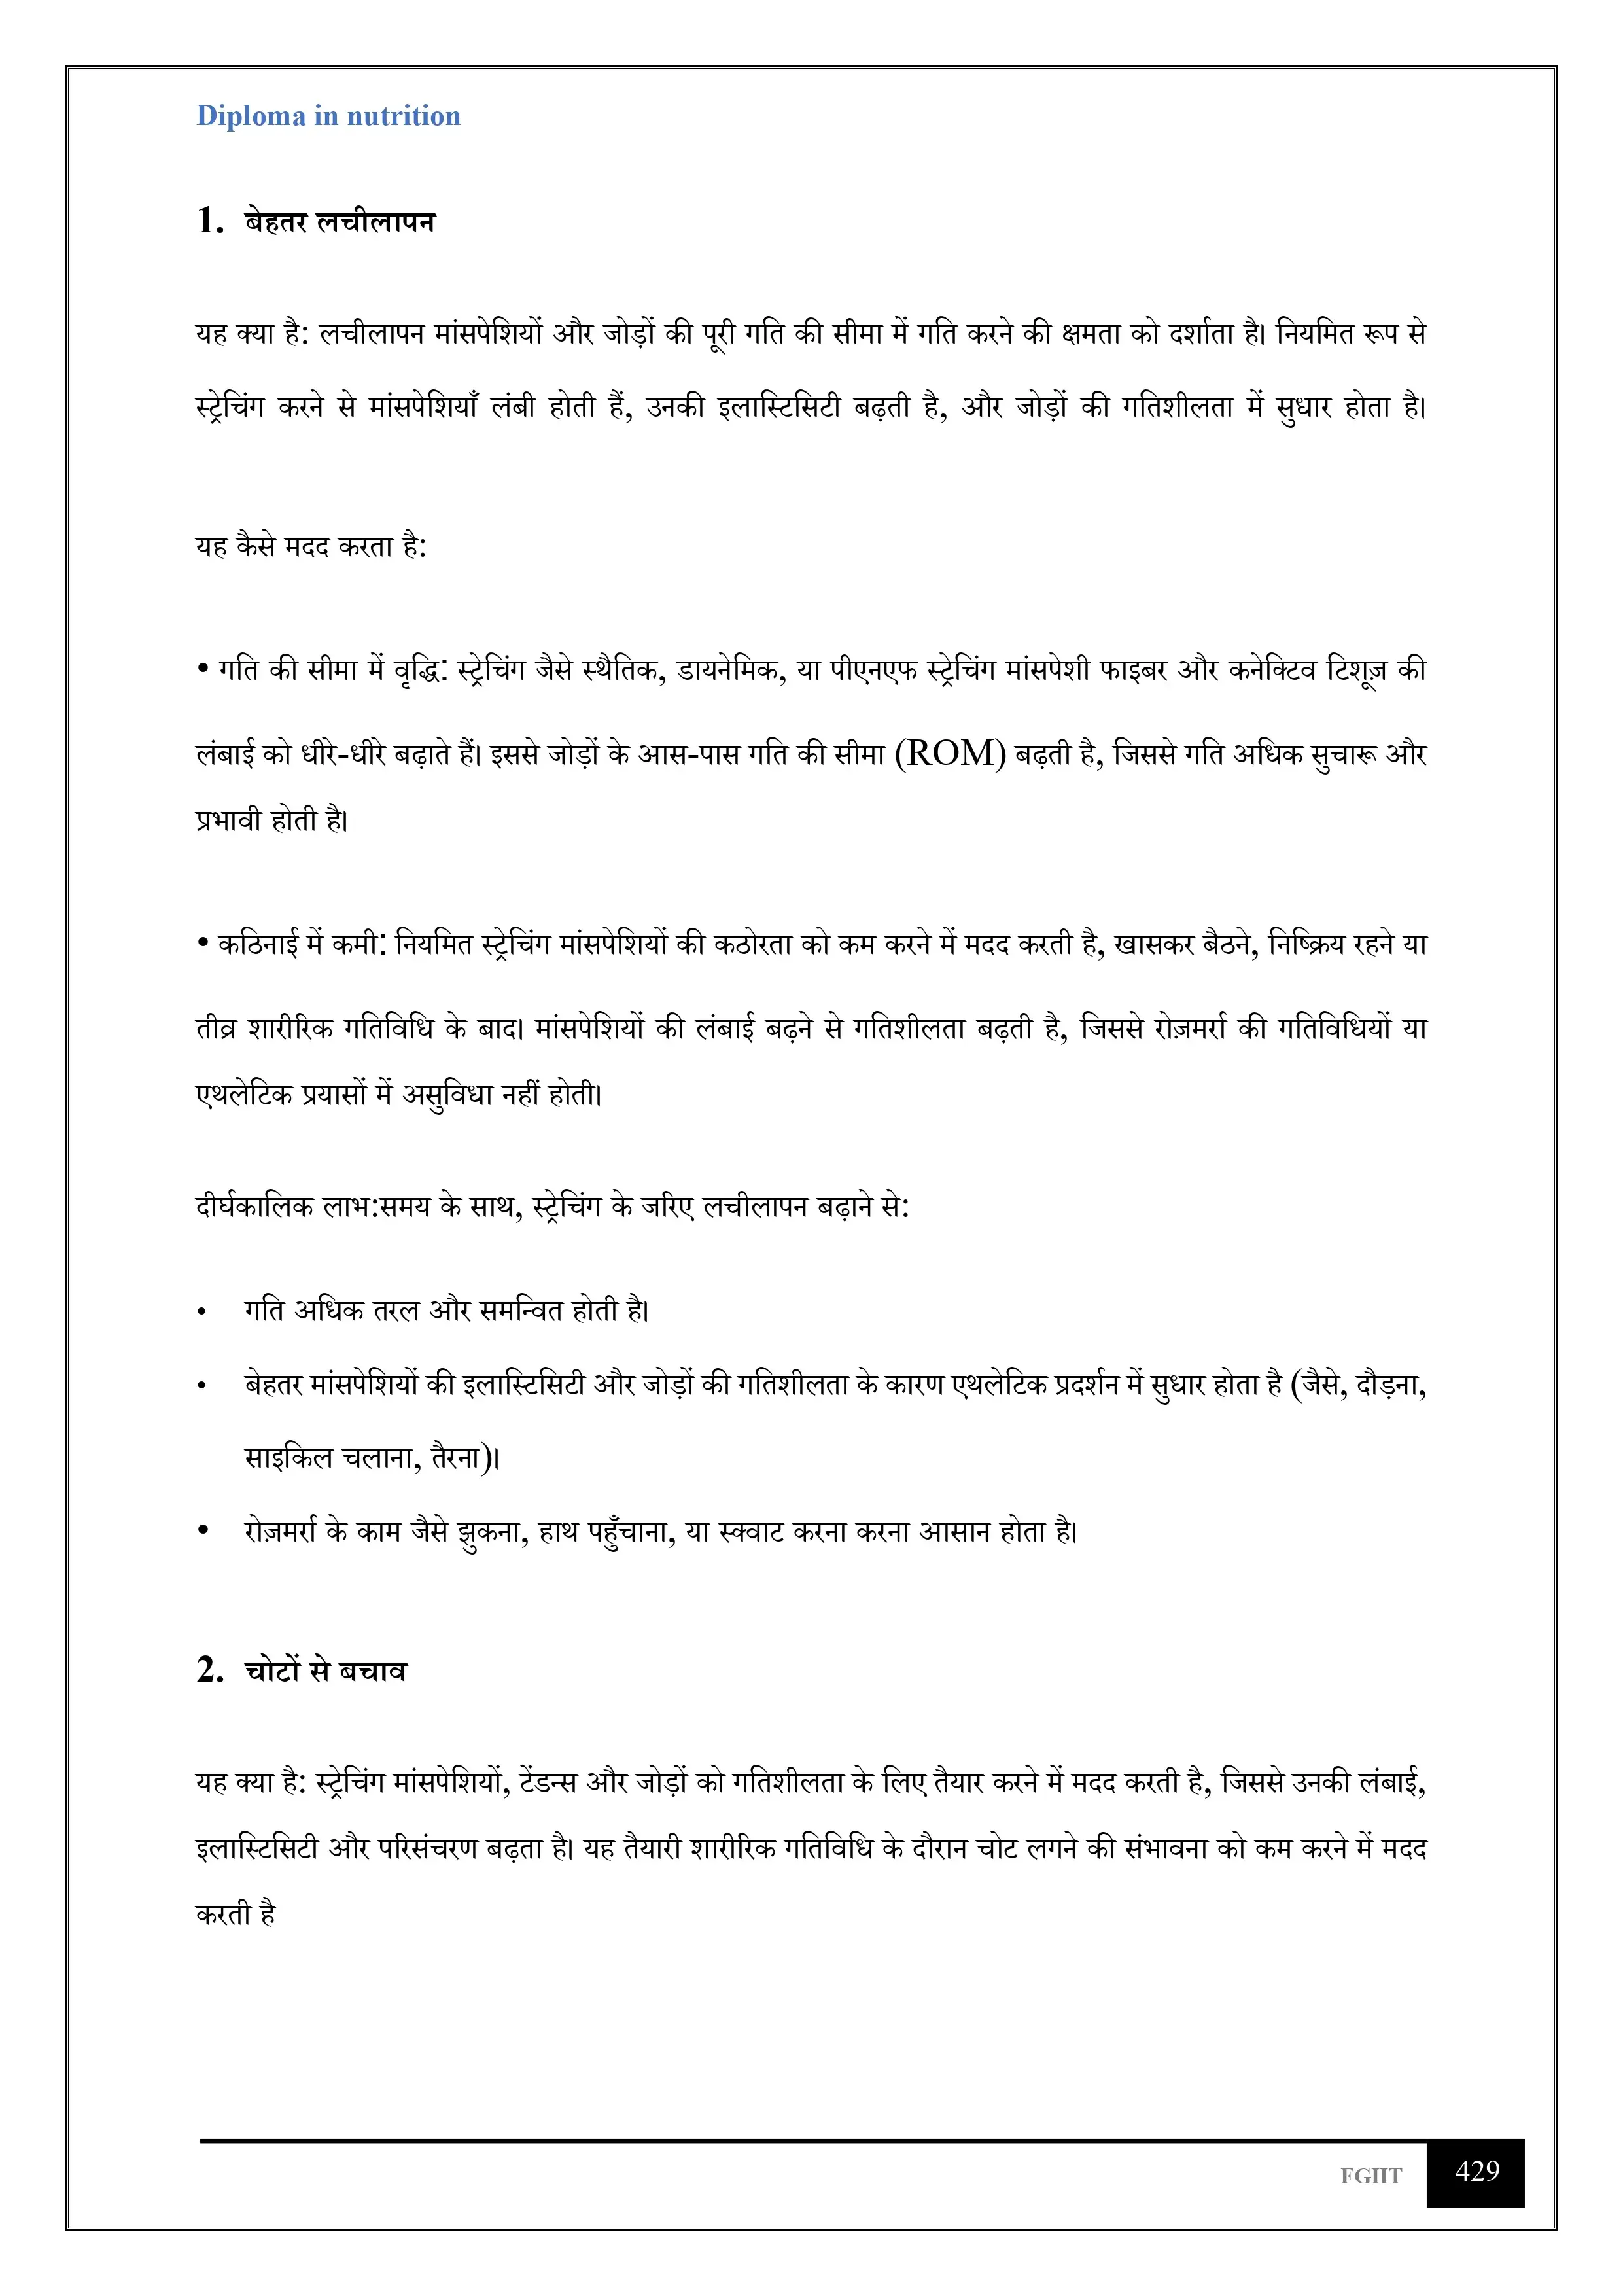 Diploma in nutrition
1. बेहतर लचीलापन
यह क्या है: लचीलापन मांसपेशियों और जोड़ों की पूरी गति की सीमा में गति करने की क्षमता को दर्शाता है। नियमित रूप से
स्ट्रेचिंग करने से मांसपेशियाँ लंबी होती हैं, उनकी इलास्टिसिटी बढ़ती है, और जोड़ों की गतिशीलता में सुधार होता है।
यह कैसे मदद करता है:
• गति की सीमा में वृद्धि: स्ट्रेचिंग जैसे स्थैतिक, डायनेमिक, या पीएनएफ स्ट्रेचिंग मांसपेशी फाइबर और कनेक्टिव टिशूज़ की
लंबाई को धीरे-धीरे बढ़ाते हैं। इससे जोड़ों के आस-पास गति की सीमा (ROM) बढ़ती है, जिससे गति अधिक सुचारू और
प्रभावी होती है।
• कठिनाई में कमी: नियमित स्ट्रेचिंग मांसपेशियों की कठोरता को कम करने में मदद करती है, खासकर बैठने, निष्क्रिय रहने या
तीव्र शारीरिक गतिविधि के बाद। मांसपेशियों की लंबाई बढ़ने से गतिशीलता बढ़ती है, जिससे रोज़मर्रा की गतिविधियों या
एथलेटिक प्रयासों में असुविधा नहीं होती।
दीर्घकालिक लाभ:समय के साथ, स्ट्रेचिंग के जरिए लचीलापन बढ़ाने से:
• गति अधिक तरल और समन्वित होती है।
• बेहतर मांसपेशियों की इलास्टिसिटी और जोड़ों की गतिशीलता के कारण एथलेटिक प्रदर्शन में सुधार होता है (जैसे, दौड़ना,
साइकिल चलाना, तैरना)।
• रोज़मर्रा के काम जैसे झुकना, हाथ पहुँचाना, या स्क्वाट करना करना आसान होता है।
2. चोटों से बचाव
यह क्या है: स्ट्रेचिंग मांसपेशियों, टेंडन्स और जोड़ों को गतिशीलता के लिए तैयार करने में मदद करती है, जिससे उनकी लंबाई,
इलास्टिसिटी और परिसंचरण बढ़ता है। यह तैयारी शारीरिक गतिविधि के दौरान चोट लगने की संभावना को कम करने में मदद
करती है
FGIIT 429